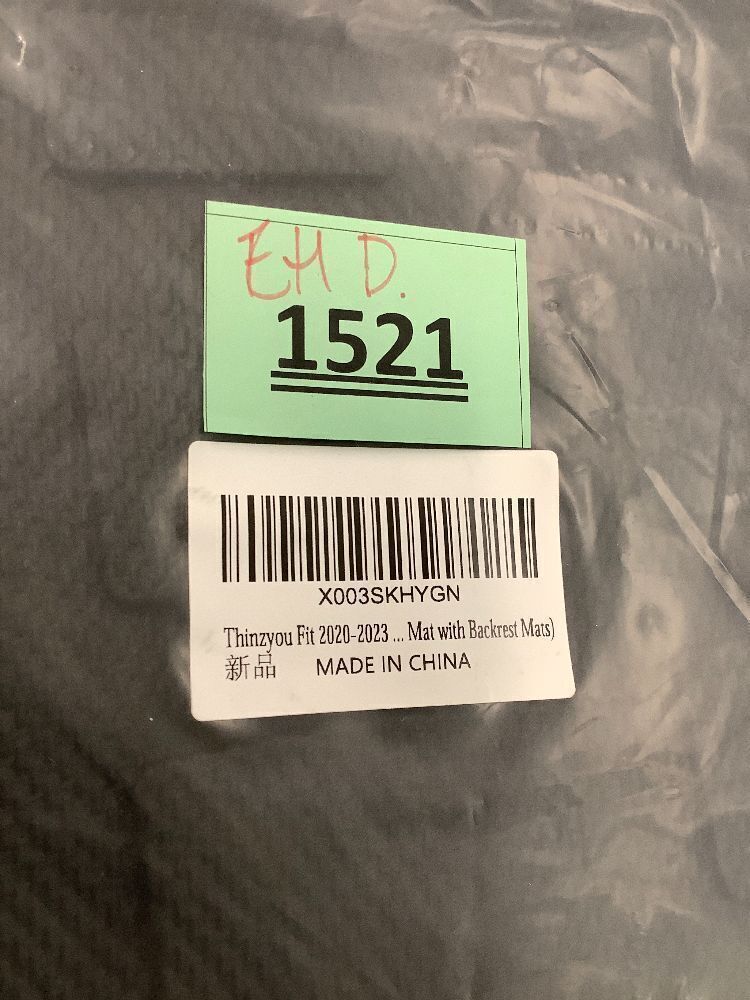 EH D.
1521
X003SKHYGN
Thinzyou Fit 2020-2023 ... Mat with Backrest Mats)
新品 MADE IN CHINA